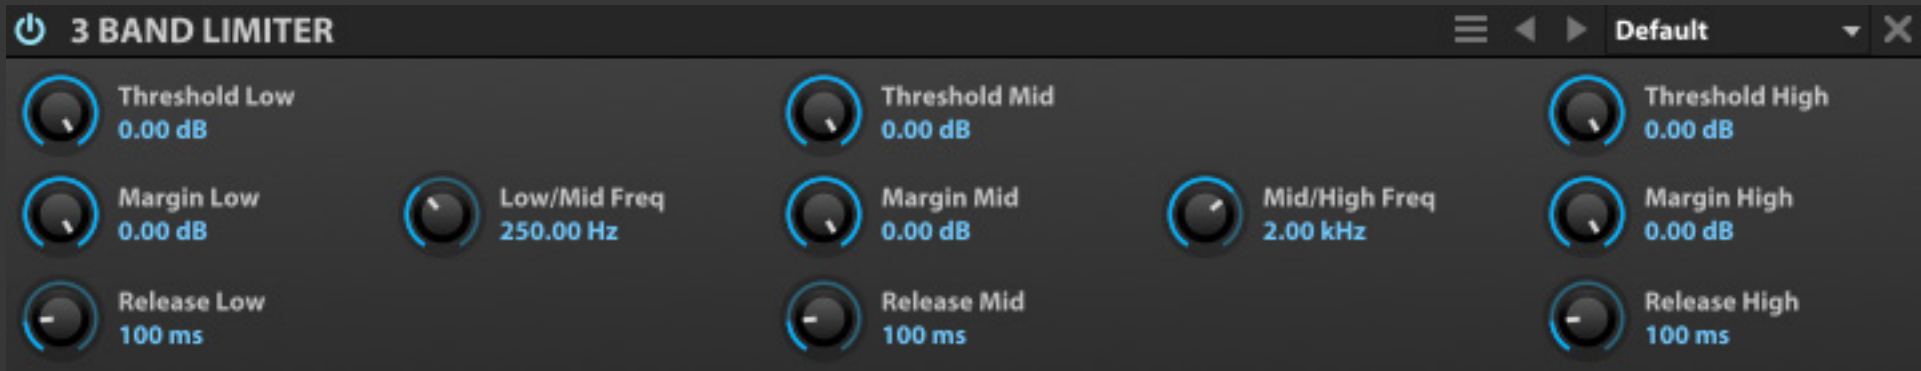 3 BAND LIMITER
Default
Threshold Low
0.00 dB
Threshold Mid
0.00 dB
Threshold High
0.00 dB
Margin Low
0.00 dB
Low/Mid Freq
250.00 Hz
Margin Mid
0.00 dB
Mid/High Freq
2.00 kHz
Margin High
0.00 dB
Release Low
100 ms
Release Mid
100 ms
Release High
100 ms